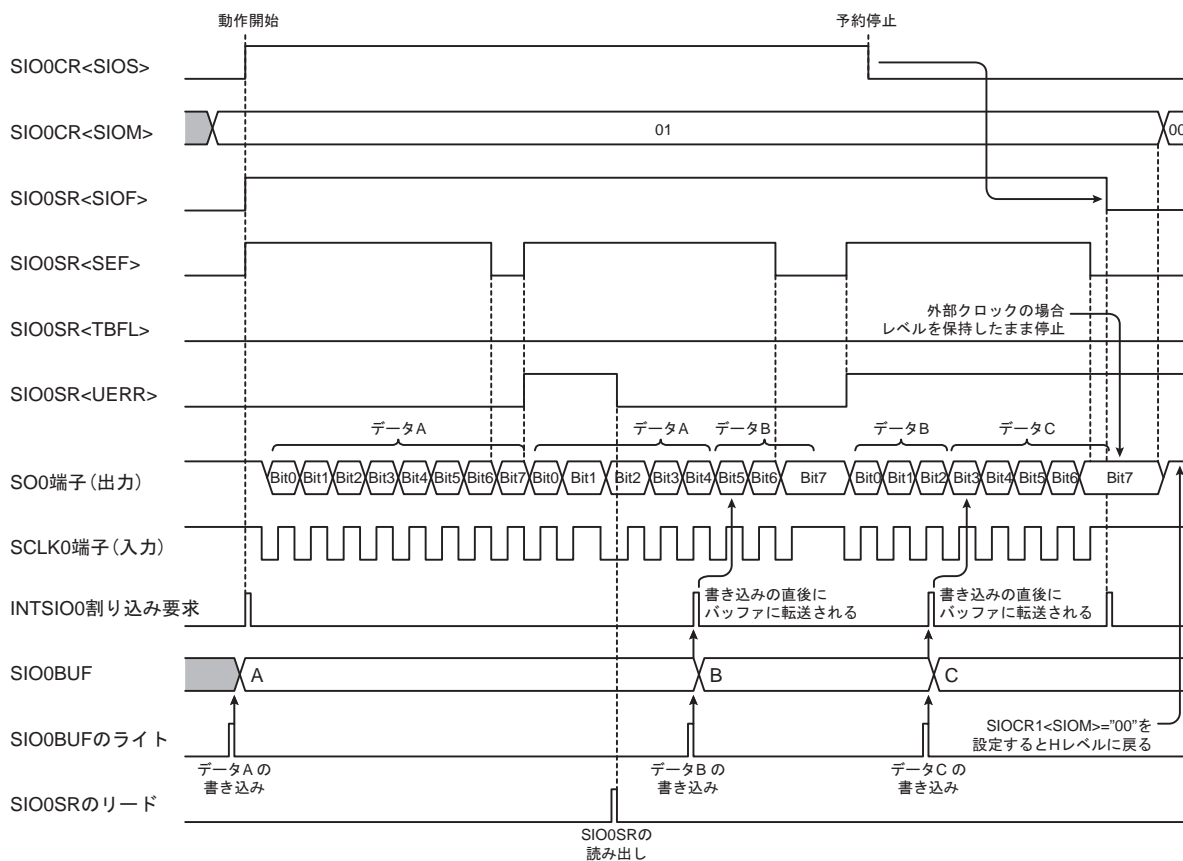 動作開始
予約停止
SIO0CR<SIOS>
SIO0CR<SIOM>
01
00
SIO0SR<SIOF>
SIO0SR<SEF>
SIO0SR<TBFL>
外部クロックの場合
レベルを保持したまま停止
SIO0SR<UERR>
データA
データA
データB
データB
データC
SO0端子(出力)
Bit0 Bit1 Bit2 Bit3 Bit4 Bit5 Bit6 Bit7 Bit0 Bit1 Bit2 Bit3 Bit4 Bit5 Bit6 Bit7 Bit0 Bit1 Bit2 Bit3 Bit4 Bit5 Bit6 Bit7
SCLK0端子(入力)
INTSIO0割り込み要求
書き込みの直後に
バッファに転送される
書き込みの直後に
バッファに転送される
SIO0BUF
A
B
C
SIO0BUFのライト
SIOCR1<SIOM>="00"を
設定するとHレベルに戻る
データAの
書き込み
データBの
書き込み
データCの
書き込み
SIO0SRのリード
SIO0SRの
読み出し